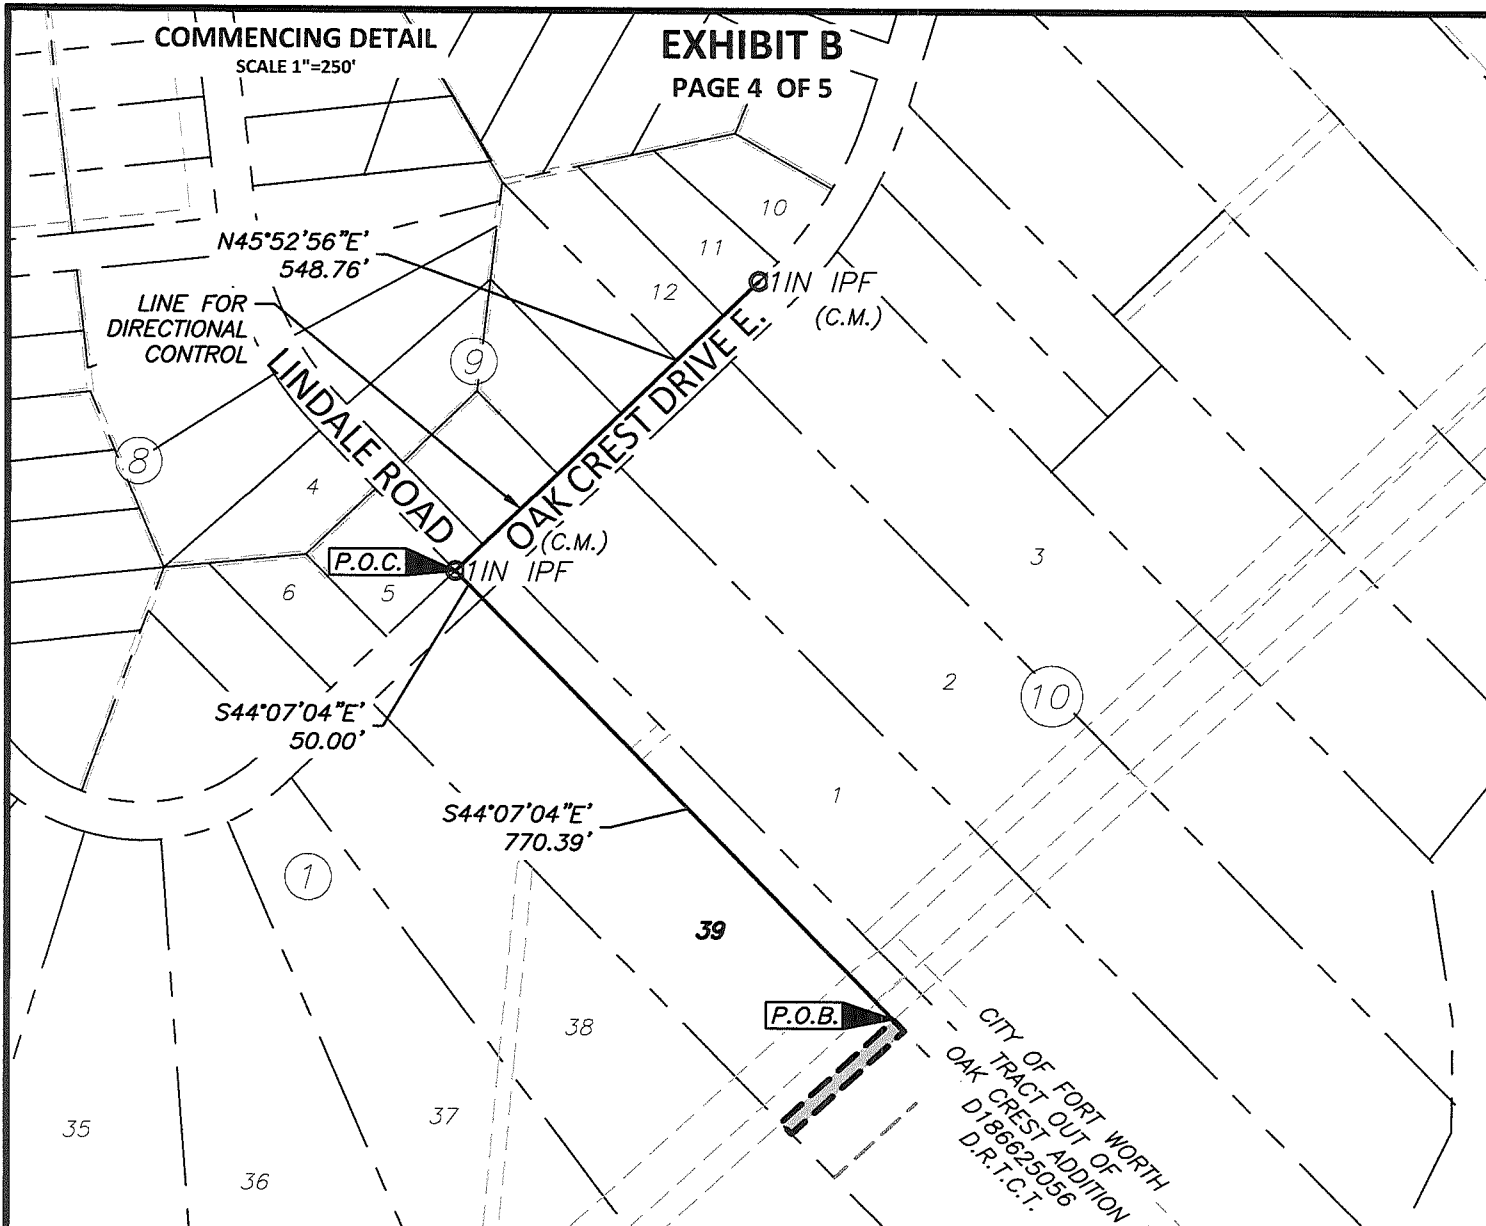 COMMENCING DETAIL
SCALE 1"=250'
EXHIBIT B
PAGE 4 OF 5
N45°52'56"E'
548.76'
LINE FOR
DIRECTIONAL
CONTROL
10
11
12
1IN IPF
(C.M.)
9
8
LINDALE ROAD
OAK CREST DRIVE E.
4
(C.M.)
P.O.C.
1IN IPF
6
5
3
2
10
S44°07'04"E'
50.00'
1
S44°07'04"E'
770.39'
1
39
P.O.B.
38
37
35
36
CITY OF FORT WORTH
TRACT OUT OF
OAK CREST ADDITION
D186625056
D.R.T.C.T.